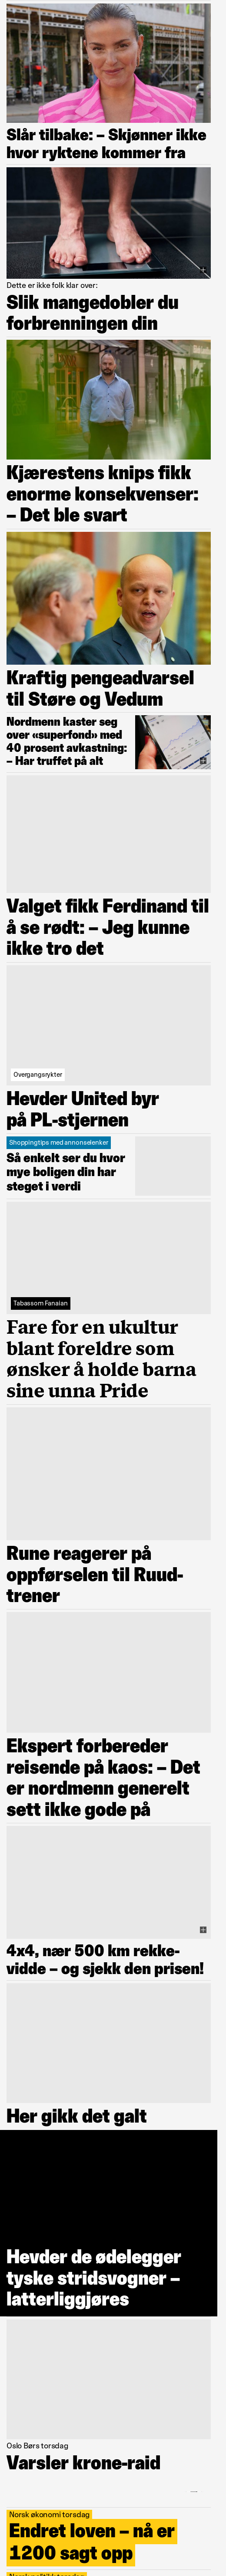 Slår tilbake: – Skjønner ikke
hvor ryktene kommer fra
Dette er ikke folk klar over:
Slik mangedobler du
forbrenningen din
Kjærestens knips fikk
enorme konsekvenser:
– Det ble svart
Kraftig pengeadvarsel
til Støre og Vedum
Nordmenn kaster seg
over «superfond» med
40 prosent avkastning:
– Har truffet på alt
Valget fikk Ferdinand til
å se rødt: – Jeg kunne
ikke tro det
Overgangsrykter
Hevder United byr
på PL-stjernen
Shoppingtips med annonselenker
Så enkelt ser du hvor
mye boligen din har
steget i verdi
Tabassom Fanaian
Fare for en ukultur
blant foreldre som
ønsker å holde barna
sine unna Pride
Rune reagerer på
oppførselen til Ruud-
trener
Ekspert forbereder
reisende på kaos: – Det
er nordmenn generelt
sett ikke gode på
4x4, nær 500 km rekke-
vidde – og sjekk den prisen!
Her gikk det galt
Hevder de ødelegger
tyske stridsvogner –
latterliggjøres
Oslo Børs torsdag
Varsler krone-raid
Norsk økonomi torsdag
Endret loven – nå er
1200 sagt opp